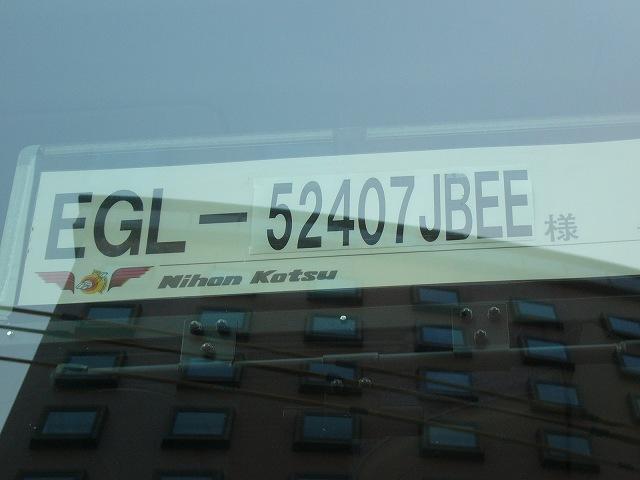 EGL-52407JBEE 様
Nihon Kotsu